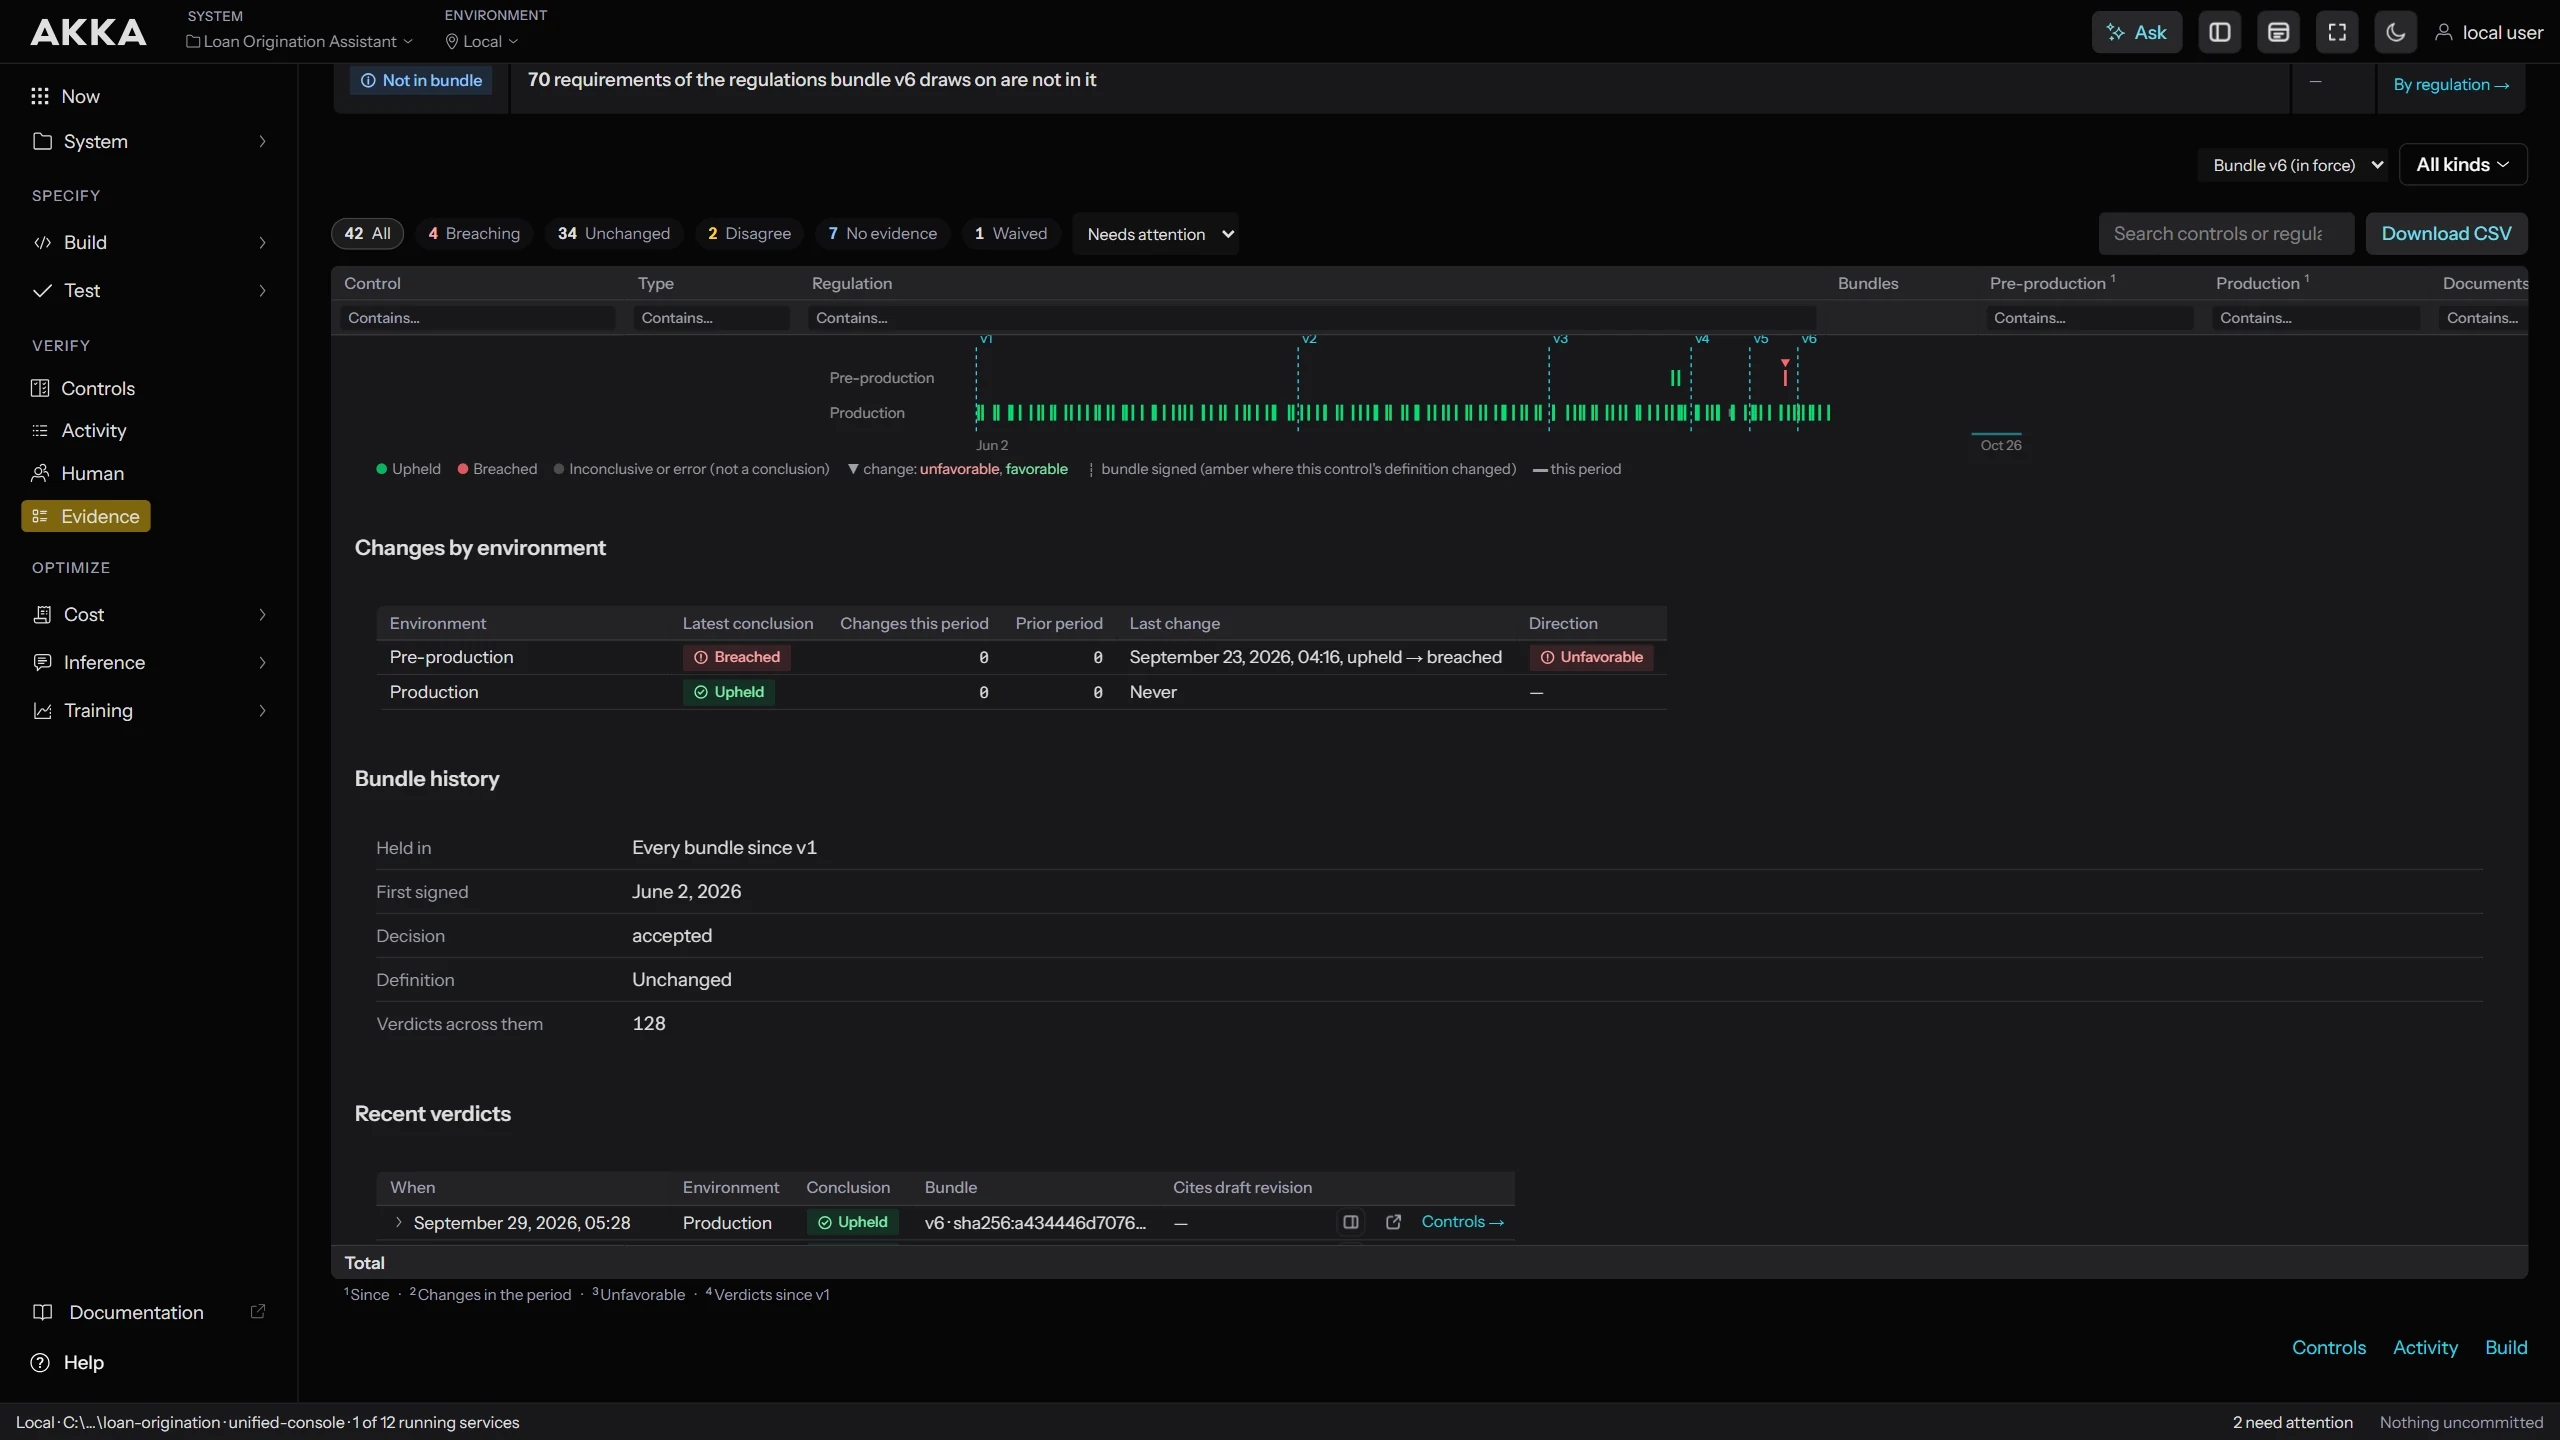 AKKA
SYSTEM
Loan Origination Assistant
ENVIRONMENT
Local
Ask
local user
Now
System
SPECIFY
Build
Test
VERIFY
Controls
Activity
Human
Evidence
OPTIMIZE
Cost
Inference
Training
Documentation
Help
Not in bundle
70 requirements of the regulations bundle v6 draws on are not in it
—
By regulation →
Bundle v6 (in force)
All kinds
42 All
4 Breaching
34 Unchanged
2 Disagree
7 No evidence
1 Waived
Needs attention
Search controls or regula
Download CSV
Control Type Regulation Bundles Pre-production 1 Production 1 Documents
Contains... Contains... Contains... Contains... Contains... Contains...
v1 v2 v3 v4 v5 v6
Pre-production
Production
Jun 2 Oct 26
Upheld Breached Inconclusive or error (not a conclusion) ▼ change: unfavorable, favorable bundle signed (amber where this control's definition changed) this period
Changes by environment
Environment Latest conclusion Changes this period Prior period Last change Direction
Pre-production Breached 0 0 September 23, 2026, 04:16, upheld → breached Unfavorable
Production Upheld 0 0 Never —
Bundle history
Held in Every bundle since v1
First signed June 2, 2026
Decision accepted
Definition Unchanged
Verdicts across them 128
Recent verdicts
When Environment Conclusion Bundle Cites draft revision
September 29, 2026, 05:28 Production Upheld v6 · sha256:a434446d7076... — Controls →
Total
1 Since · 2 Changes in the period · 3 Unfavorable · 4 Verdicts since v1
Controls Activity Build
Local · C:\...\loan-origination · unified-console · 1 of 12 running services
2 need attention
Nothing uncommitted